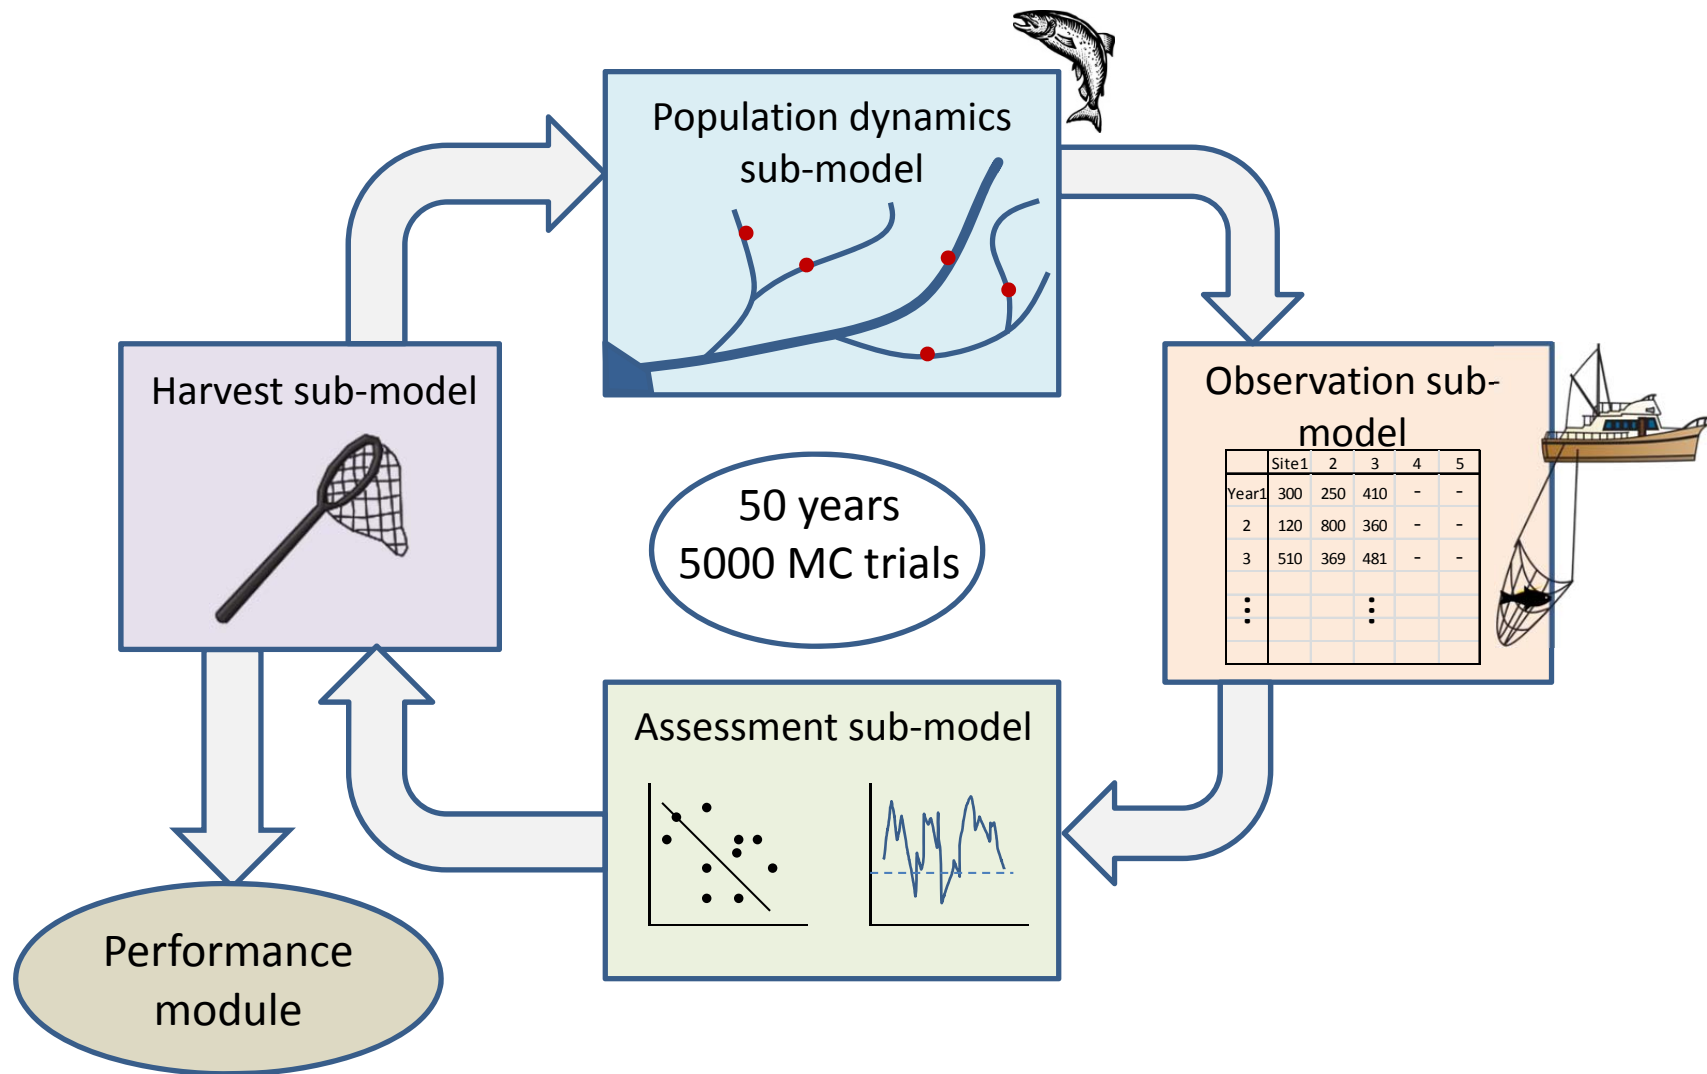 Population dynamics
sub-model
Harvest sub-model
Observation sub-
model
Site1 2 3 4 5
Year1 300 250 410 - -
2 120 800 360 - -
3 510 369 481 - -
⋮ ⋮
50 years
5000 MC trials
Assessment sub-model
Performance
module